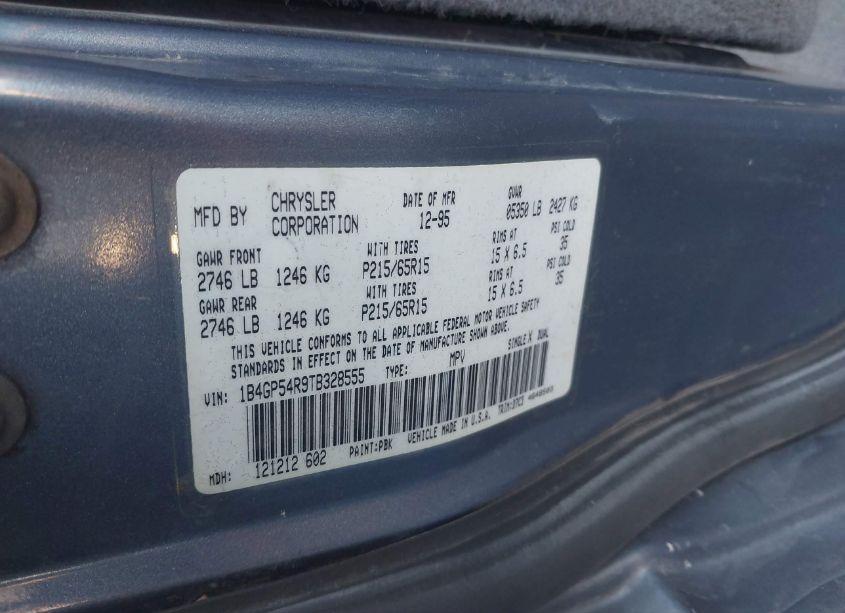 MFD BY CHRYSLER CORPORATION DATE OF MFR 12-95 GVWR 05350 LB 2427 KG
GAWR FRONT WITH TIRES RIMS AT PSI COLD
2746 LB 1246 KG P215/65R15 15 X 6.5 35
GAWR REAR WITH TIRES RIMS AT PSI COLD
2746 LB 1246 KG P215/65R15 15 X 6.5 35
THIS VEHICLE CONFORMS TO ALL APPLICABLE FEDERAL MOTOR VEHICLE SAFETY
STANDARDS IN EFFECT ON THE DATE OF MANUFACTURE SHOWN ABOVE.
VIN: 1B4GP54R9TB328555 TYPE: MPV SINGLE X DUAL
MDH: 121212 602 PAINT:PBK VEHICLE MADE IN U.S.A. TRIM: